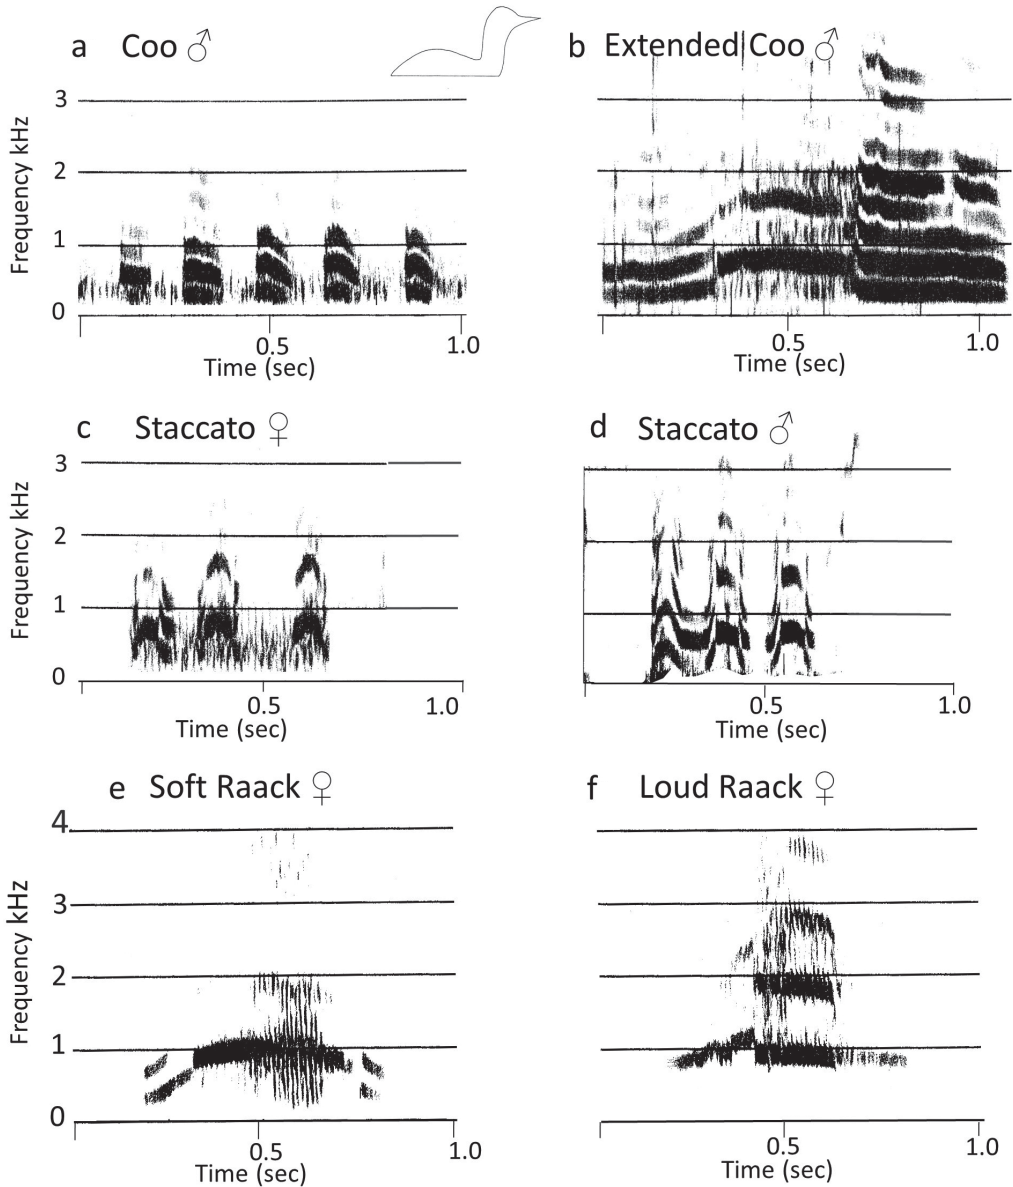 a Coo ♂
b Extended Coo ♂
Frequency kHz
3
2
1
0
0.5
1.0
Time (sec)
0.5
1.0
Time (sec)
c Staccato ♀
d Staccato ♂
Frequency kHz
3
2
1
0
0.5
1.0
Time (sec)
0.5
1.0
Time (sec)
e Soft Raack ♀
f Loud Raack ♀
Frequency kHz
4
3
2
1
0
0.5
1.0
Time (sec)
0.5
1.0
Time (sec)